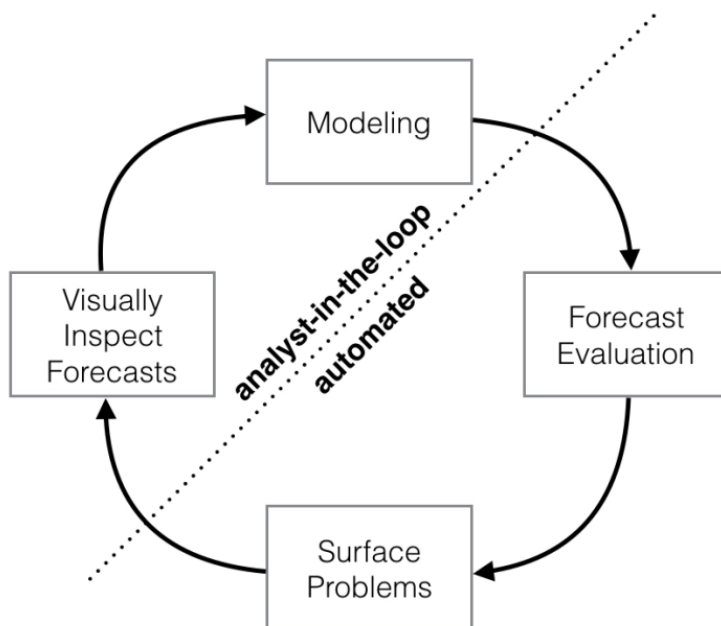 Modeling
analyst-in-the-loop
automated
Visually
Inspect
Forecasts
Forecast
Evaluation
Surface
Problems